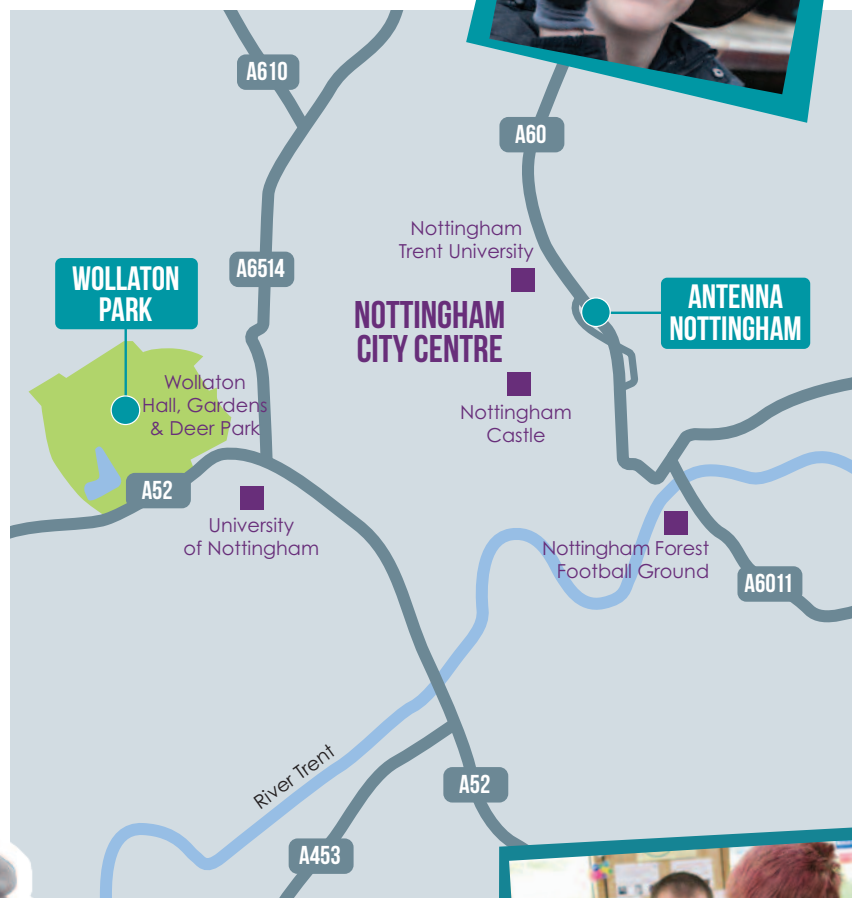 A610
A60
Nottingham
Trent University
A6514
WOLLATON
PARK
ANTENNA
NOTTINGHAM
NOTTINGHAM
CITY CENTRE
Wollaton
Hall, Gardens
& Deer Park
Nottingham
Castle
A52
University
of Nottingham
Nottingham Forest
Football Ground
A6011
River Trent
A52
A453